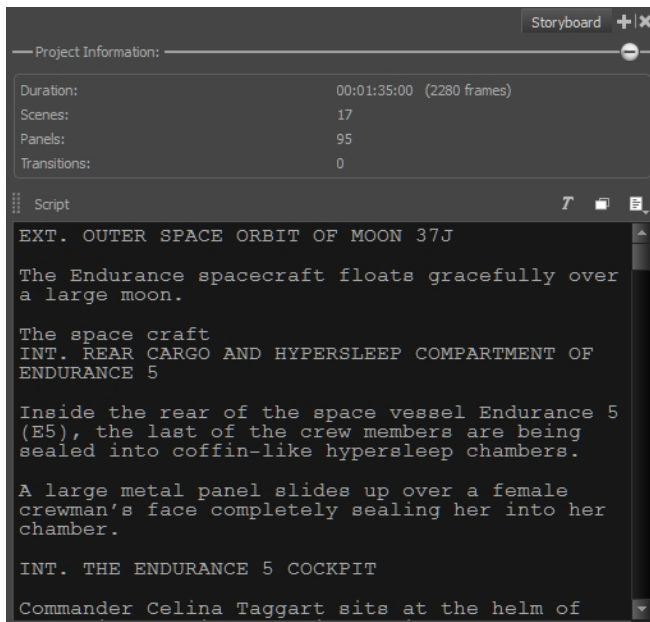 Storyboard
Project Information:
Duration: 00:01:35:00 (2280 frames)
Scenes: 17
Panels: 95
Transitions: 0
Script
EXT. OUTER SPACE ORBIT OF MOON 37J
The Endurance spacecraft floats gracefully over
a large moon.
The space craft
INT. REAR CARGO AND HYPERSLEEP COMPARTMENT OF
ENDURANCE 5
Inside the rear of the space vessel Endurance 5
(E5), the last of the crew members are being
sealed into coffin-like hypersleep chambers.
A large metal panel slides up over a female
crewman's face completely sealing her into her
chamber.
INT. THE ENDURANCE 5 COCKPIT
Commander Celina Taggart sits at the helm of